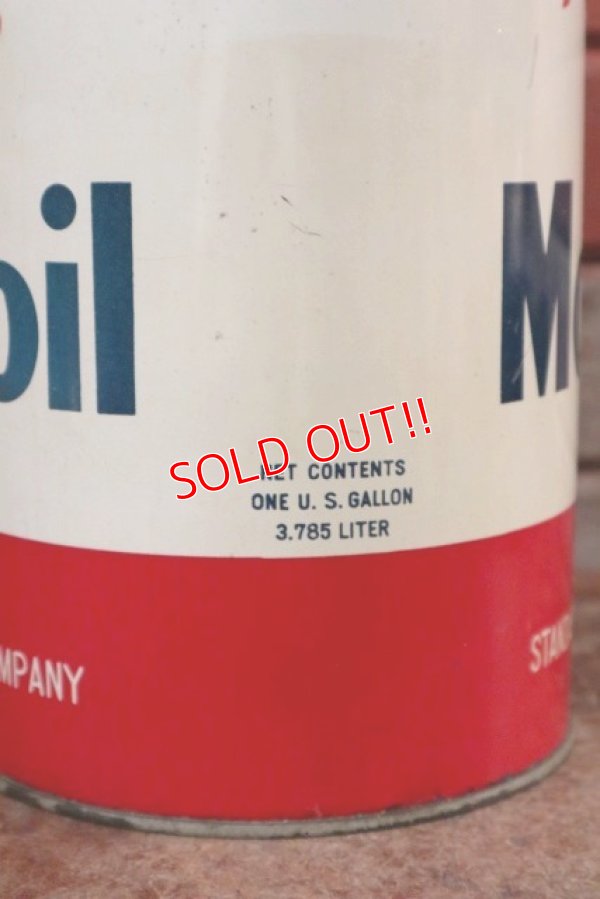 oil
M
SOLD OUT!!
NET CONTENTS
ONE U. S. GALLON
3.785 LITER
MPANY
STAN